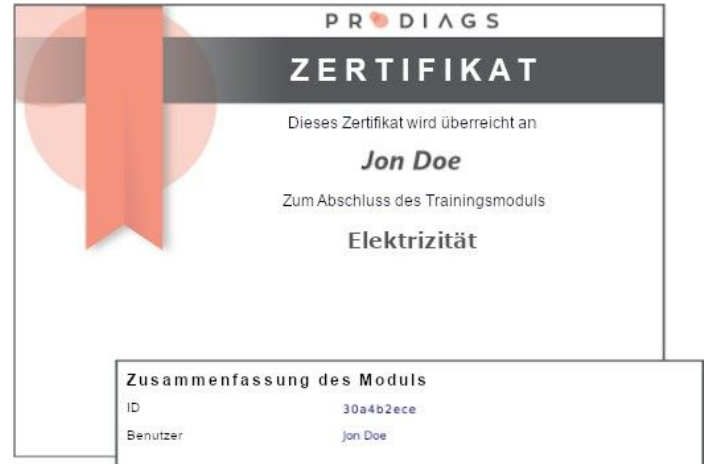 PRODIAGS
ZERTIFIKAT
Dieses Zertifikat wird überreicht an
Jon Doe
Zum Abschluss des Trainingsmoduls
Elektrizität
Zusammenfassung des Moduls
ID 30a4b2ece
Benutzer Jon Doe